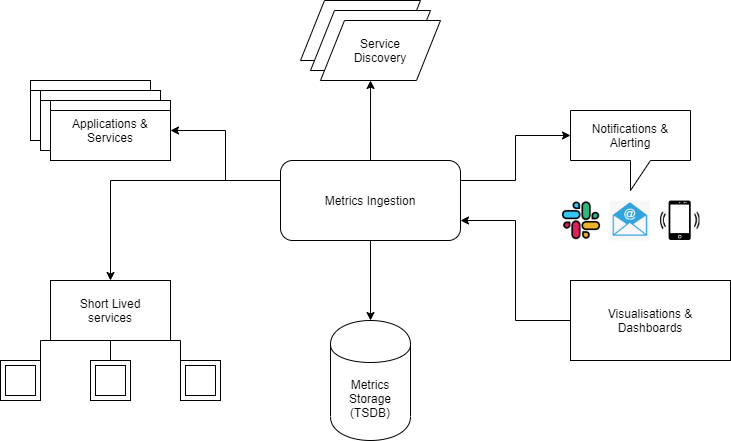 Service
Discovery
Applications &
Services
Notifications &
Alerting
Metrics Ingestion
@
Short Lived
services
Visualisations &
Dashboards
Metrics
Storage
(TSDB)